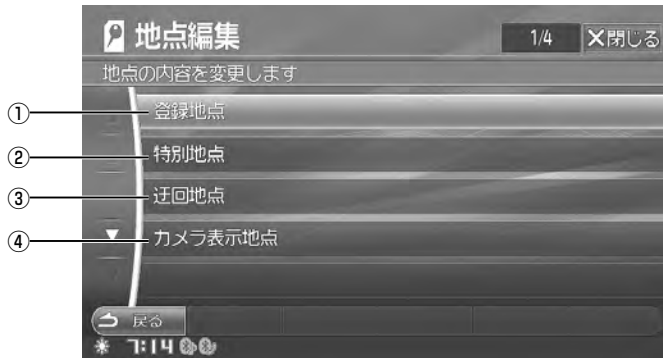 地点編集
1/4
×閉じる
地点の内容を変更します
① 登録地点
② 特別地点
③ 迂回地点
④ カメラ表示地点
戻る
7:14